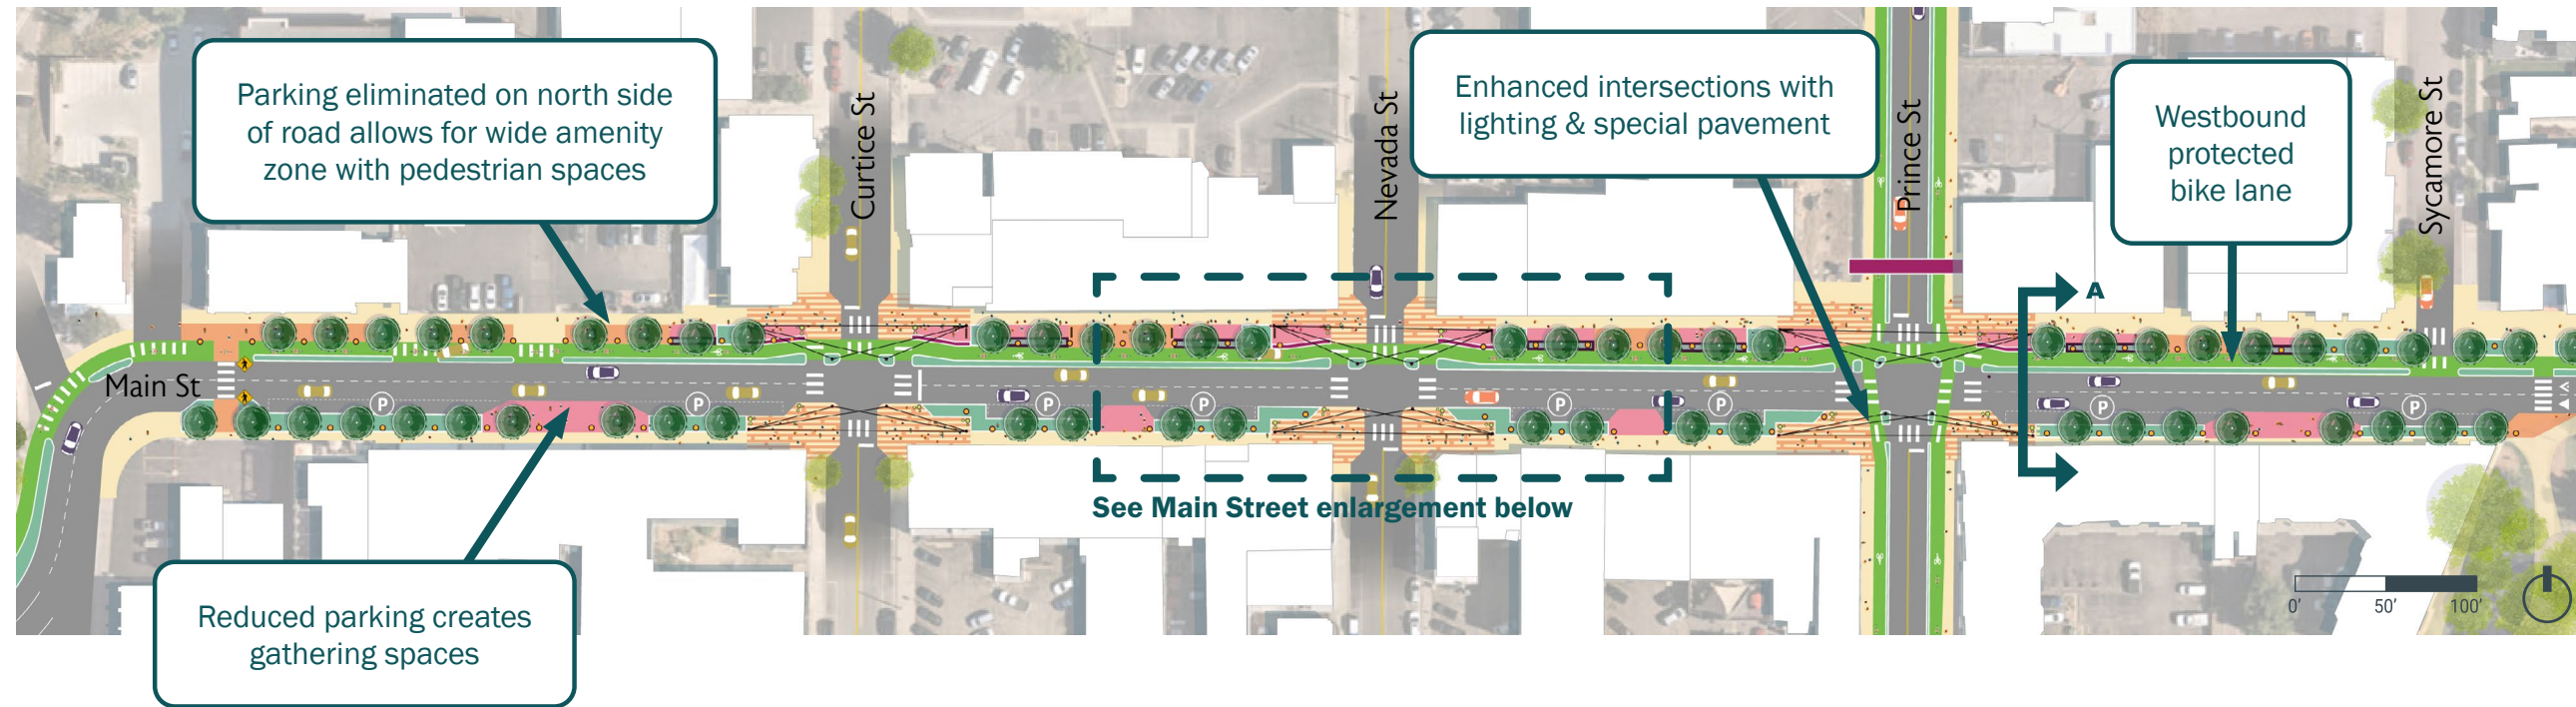 Parking eliminated on north side
of road allows for wide amenity
zone with pedestrian spaces
Curtice St
Nevada St
Enhanced intersections with
lighting & special pavement
Prince St
Westbound
protected
bike lane
Sycamore St
A
Main St
P
P
P
P
P
P
P
P
See Main Street enlargement below
Reduced parking creates
gathering spaces
0'
50'
100'